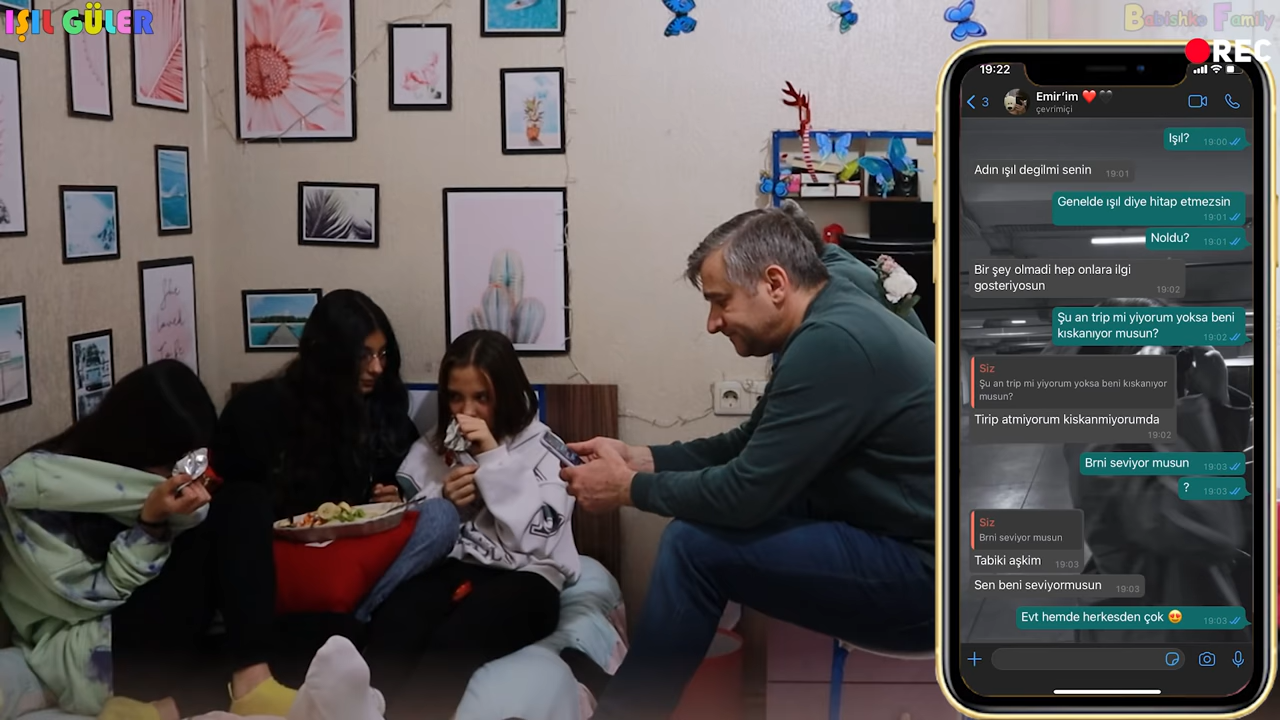 IŞIL GÜLER
Babishko Family
REC
19:22
3
Emir'im ❤️🖤
çevrimiçi
Işıl?
19:00
Adın ışıl degilmi senin
19:01
Genelde ışıl diye hitap etmezsin
19:01
Noldu?
19:01
Bir şey olmadi hep onlara ilgi
gosteriyosun
19:02
Şu an trip mi yiyorum yoksa beni
kıskanıyor musun?
19:02
Siz
Şu an trip mi yiyorum yoksa beni kıskanıyor
musun?
Tirip atmiyorum kiskanmiyorumda
19:02
Brni seviyor musun
19:03
?
19:03
Siz
Brni seviyor musun
Tabiki aşkim
19:03
Sen beni seviyormusun
19:03
Evt hemde herkesden çok 😍
19:03
She